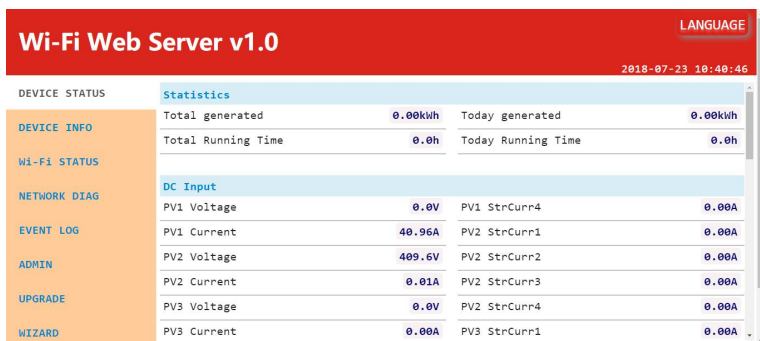 LANGUAGE
Wi-Fi Web Server v1.0
2018-07-23 10:40:46
DEVICE STATUS
DEVICE INFO
Wi-Fi STATUS
NETWORK DIAG
EVENT LOG
ADMIN
UPGRADE
WIZARD
Statistics
Total generated 0.00kWh Today generated 0.00kWh
Total Running Time 0.0h Today Running Time 0.0h
DC Input
PV1 Voltage 0.0V PV1 StrCurr4 0.00A
PV1 Current 40.96A PV2 StrCurr1 0.00A
PV2 Voltage 409.6V PV2 StrCurr2 0.00A
PV2 Current 0.01A PV2 StrCurr3 0.00A
PV3 Voltage 0.0V PV2 StrCurr4 0.00A
PV3 Current 0.00A PV3 StrCurr1 0.00A